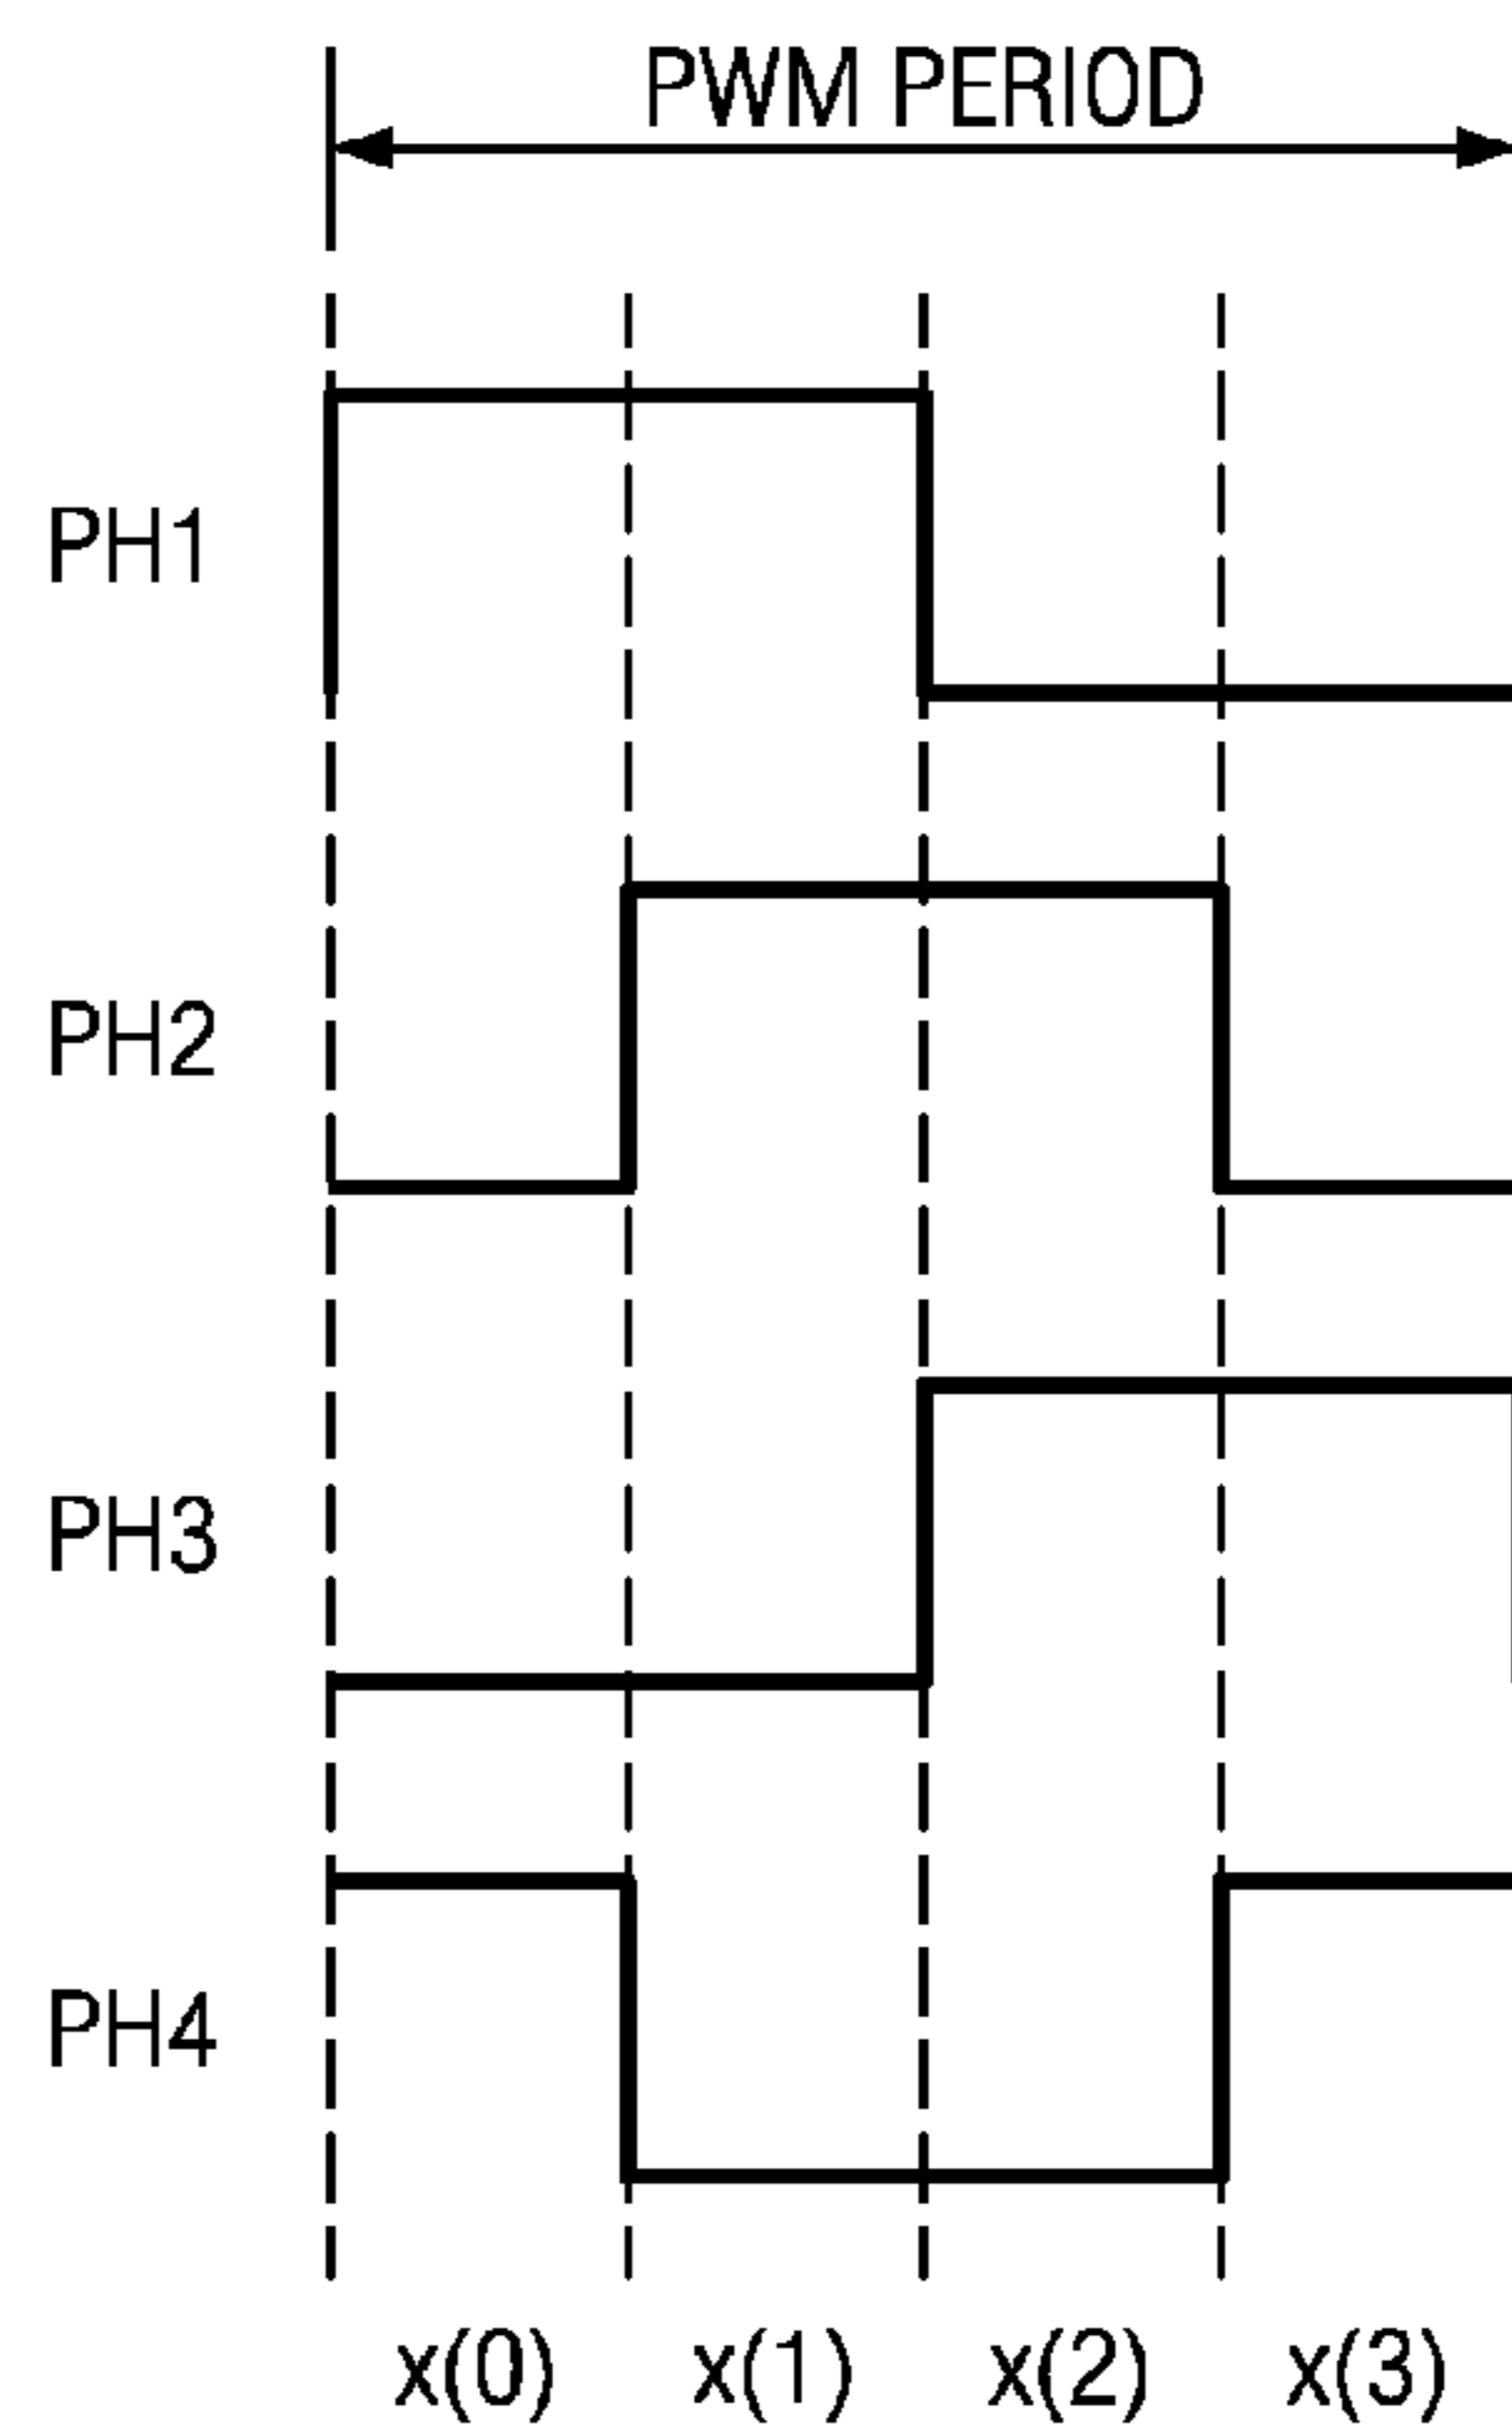 PWM PERIOD
PH1
PH2
PH3
PH4
x(0) x(1) x(2) x(3)